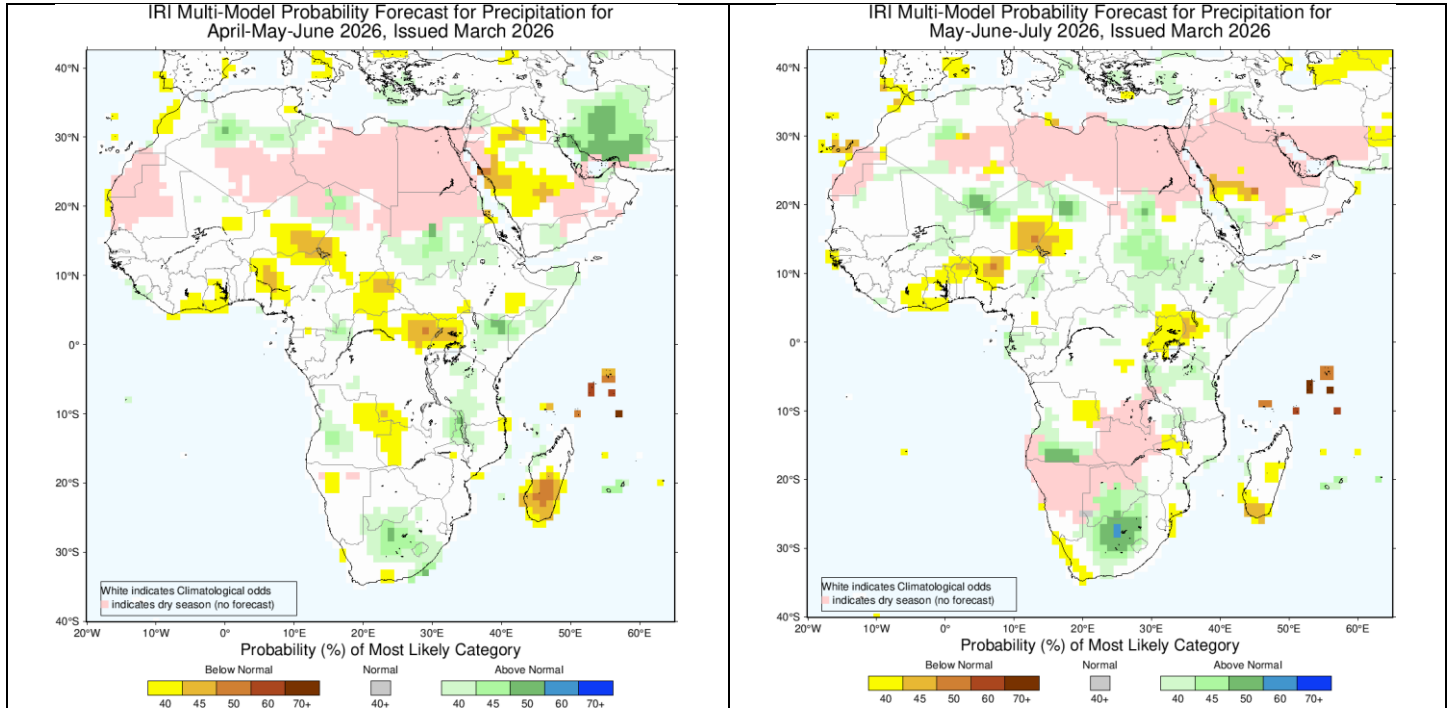 IRI Multi-Model Probability Forecast for Precipitation for
April-May-June 2026, Issued March 2026
40°N
30°N
20°N
10°N
0°
10°S
20°S
30°S
40°S
White indicates Climatological odds
indicates dry season (no forecast)
20°W 10°W 0° 10°E 20°E 30°E 40°E 50°E 60°E
Probability (%) of Most Likely Category
Below Normal Normal Above Normal
40 45 50 60 70+ 40+ 40 45 50 60 70+
IRI Multi-Model Probability Forecast for Precipitation for
May-June-July 2026, Issued March 2026
40°N
30°N
20°N
10°N
0°
10°S
20°S
30°S
40°S
White indicates Climatological odds
indicates dry season (no forecast)
20°W 10°W 0° 10°E 20°E 30°E 40°E 50°E 60°E
Probability (%) of Most Likely Category
Below Normal Normal Above Normal
40 45 50 60 70+ 40+ 40 45 50 60 70+